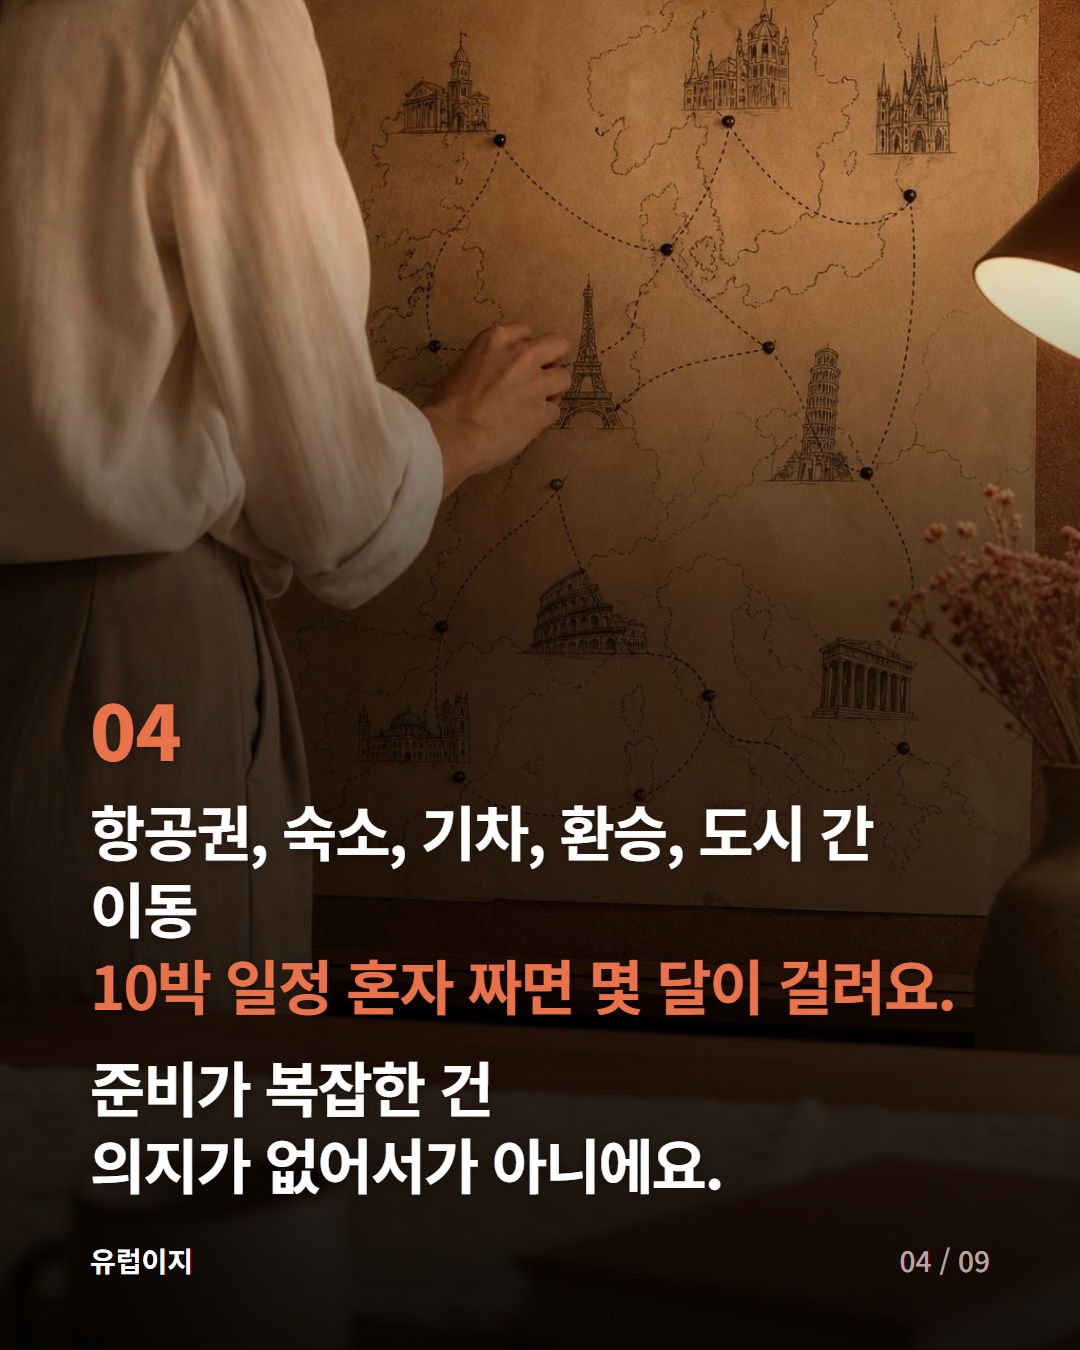 04
항공권, 숙소, 기차, 환승, 도시 간
이동
10박 일정 혼자 짜면 몇 달이 걸려요.
준비가 복잡한 건
의지가 없어서가 아니에요.
유럽이지
04 / 09